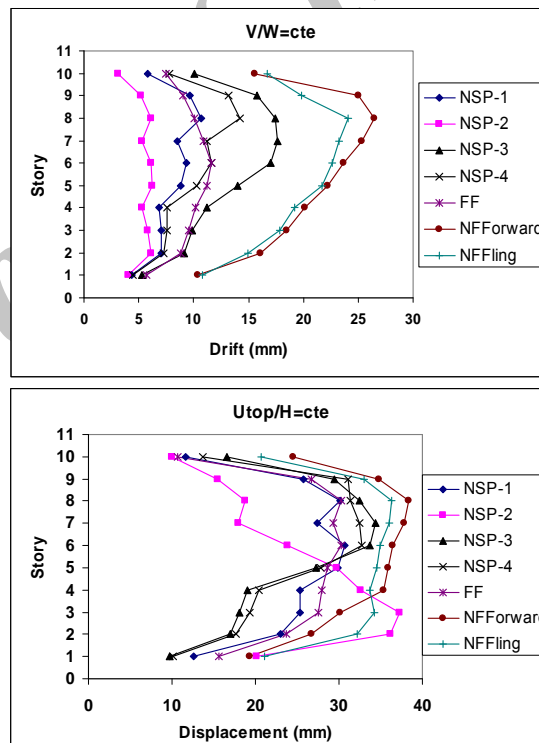 V/W=cte
11
10
9
8
7
6
5
4
3
2
1
0
Story
0 5 10 15 20 25 30
Drift (mm)
NSP-1
NSP-2
NSP-3
NSP-4
FF
NFForward
NFFling
Utop/H=cte
11
10
9
8
7
6
5
4
3
2
1
0
Story
0 10 20 30 40
Displacement (mm)
NSP-1
NSP-2
NSP-3
NSP-4
FF
NFForward
NFFling